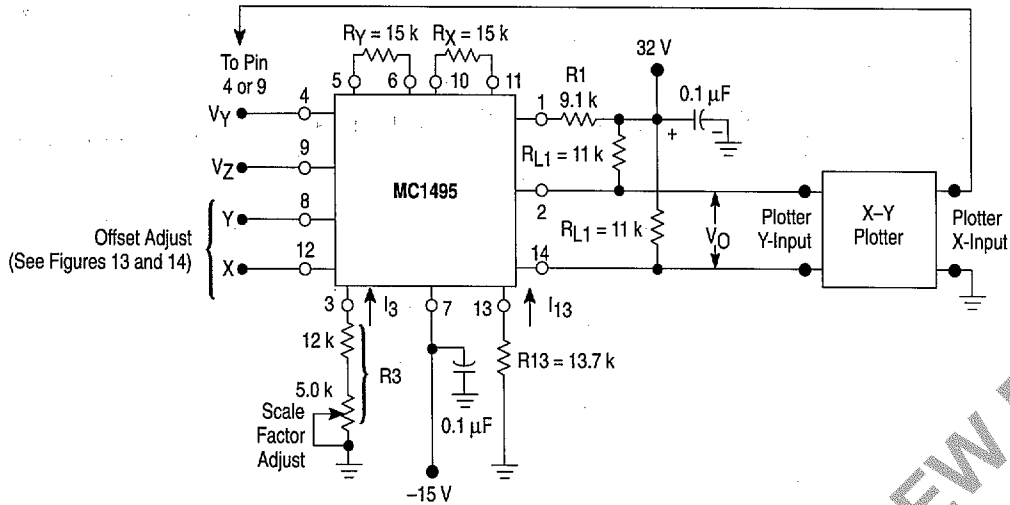 RY = 15 k
RX = 15 k
To Pin
4 or 9
5
6
10
11
32 V
R1
9.1 k
0.1 µF
4
VY
1
+
−
9
VZ
RL1 = 11 k
MC1495
8
Y
2
Offset Adjust
(See Figures 13 and 14)
12
X
RL1 = 11 k
14
VO
Plotter
Y-Input
X–Y
Plotter
Plotter
X-Input
3
I3
7
13
I13
12 k
R3
5.0 k
Scale
Factor
Adjust
0.1 µF
R13 = 13.7 k
–15 V
EW